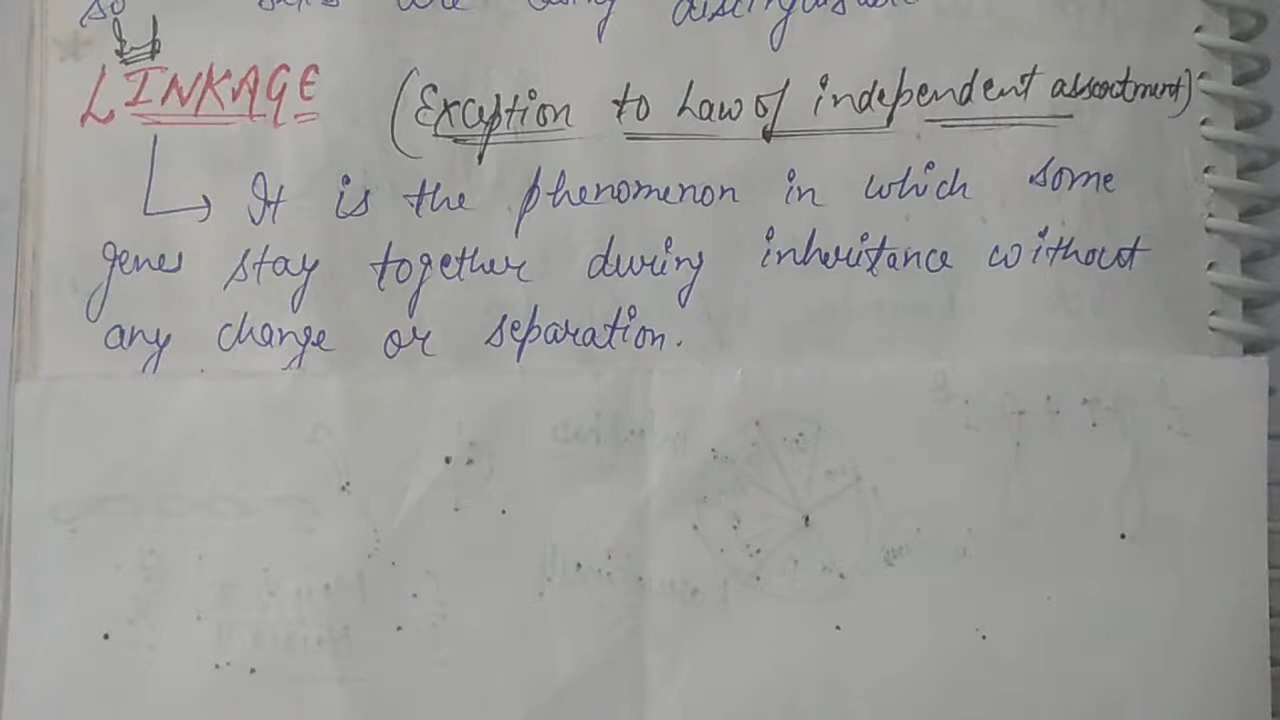 LINKAGE (Exception to Law of independent assortment)
It is the phenomenon in which some
genes stay together during inheritance without
any change or separation.